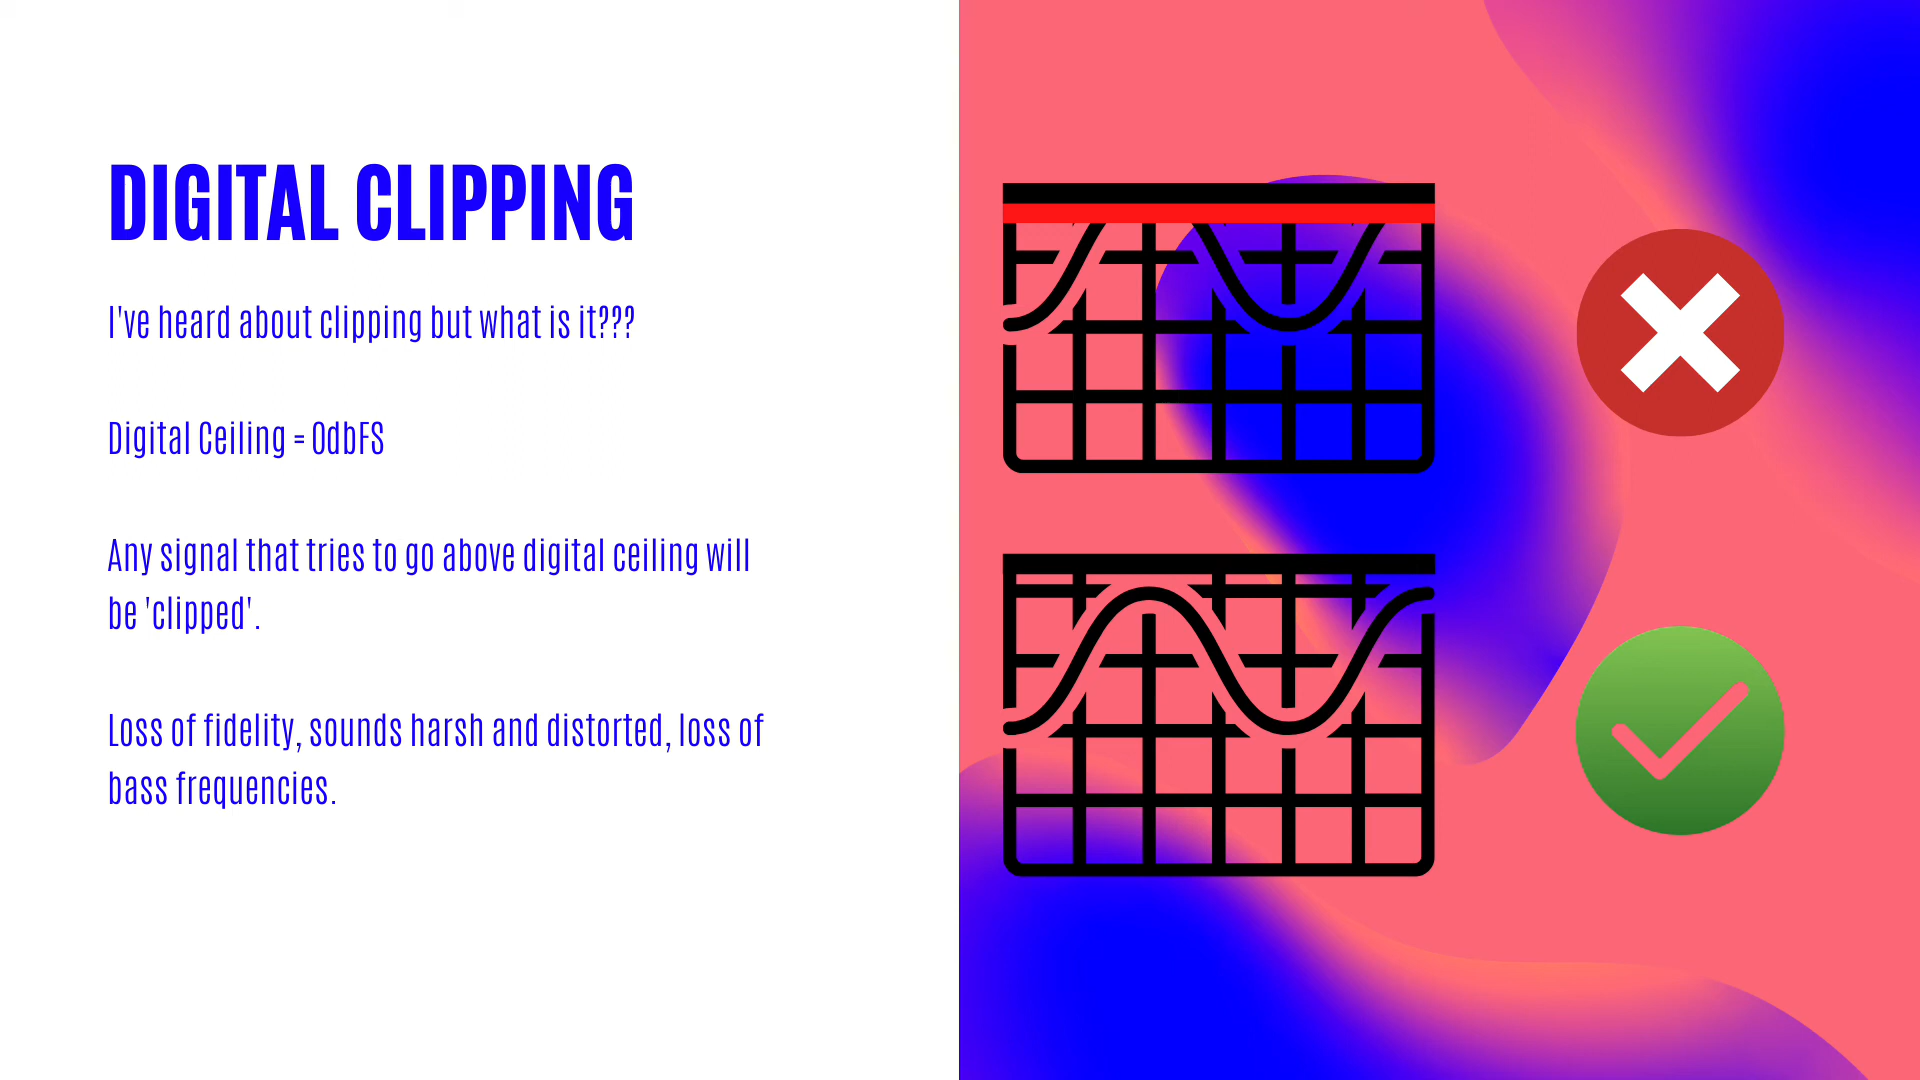 DIGITAL CLIPPING
I've heard about clipping but what is it???
Digital Ceiling = 0dbFS
Any signal that tries to go above digital ceiling will
be 'clipped'.
Loss of fidelity, sounds harsh and distorted, loss of
bass frequencies.